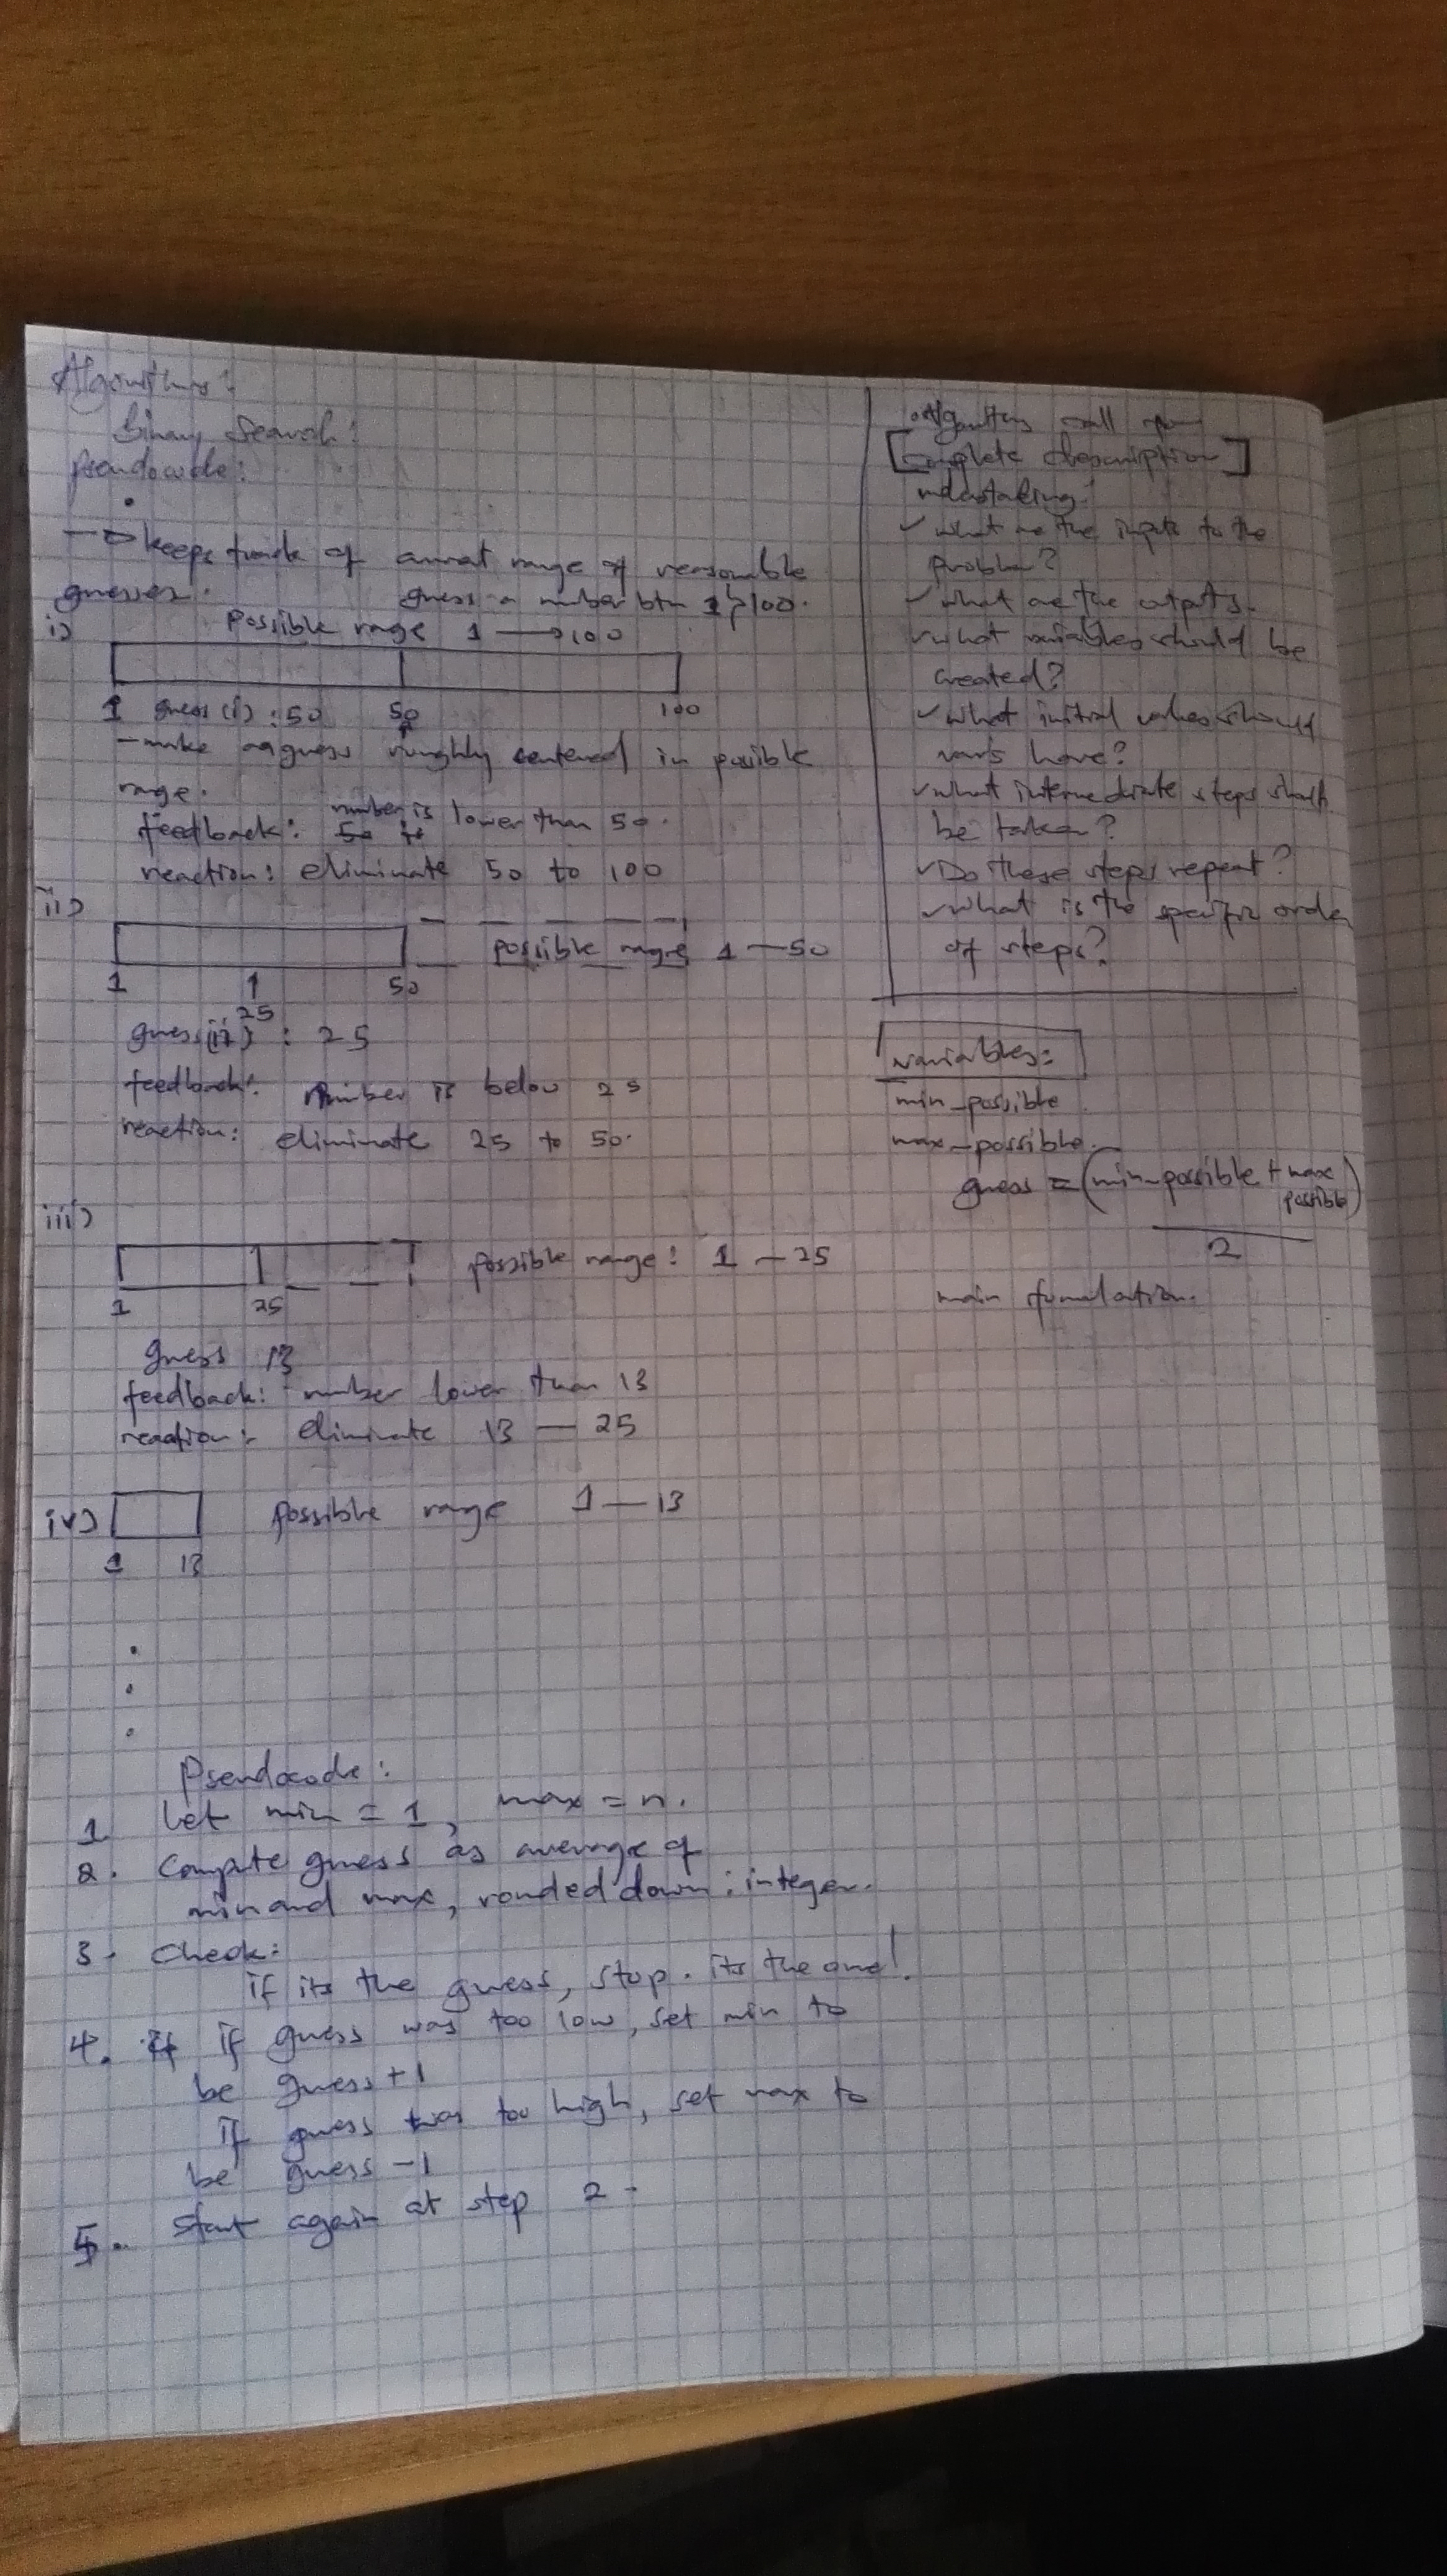 Algorithms:
Binary Search:
Pseudocode:
→ keeps track of current range of reasonable
guesses.
guess a number btn 1 & 100.
i) Possible range 1 → 100
1 50 100
guess (i) : 50
- make a guess roughly centered in possible
range.
feedback: number is lower than 50.
reaction: eliminate 50 to 100
ii)
possible range 1 — 50
1 25 50
guess(ii) : 25
feedback: Number is below 25
reaction: eliminate 25 to 50.
iii)
possible range: 1 — 25
1 25
guess 13
feedback: number lower than 13
reaction: eliminate 13 — 25
iv) possible range 1 — 13
1 13
Pseudocode:
1. Let min = 1, max = n.
2. Compute guess as average of
min and max, rounded down : integer.
3. Check:
if its the guess, stop. its the one!
4. if guess was too low, set min to
be guess + 1
if guess was too high, set max to
be guess - 1
5. Start again at step 2.
Algorithms call
[Complete description]
✓ what are the inputs to the
problem?
✓ what are the outputs.
✓ what variables should be
created?
✓ What initial values should
vars have?
✓ what intermediate steps should
be taken?
✓ Do these steps repeat?
✓ What is the specific order
of steps?
variables:
min_possible
max_possible.
guess = (min_possible + max possible)
2
main